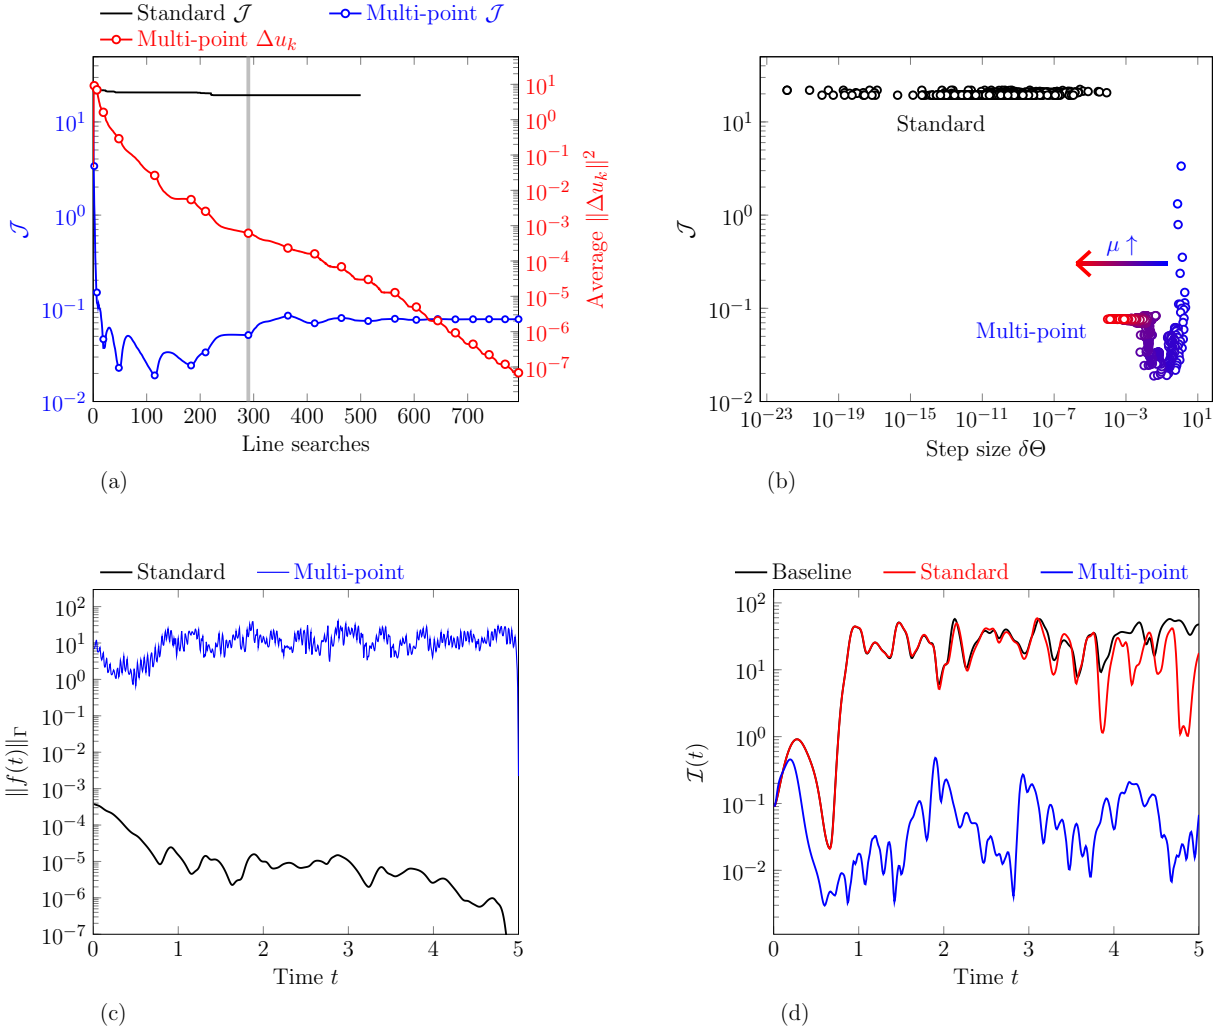 Standard 𝒥
Multi-point 𝒥
Multi-point Δu_k
10^1
10^0
10^−1
10^−2
𝒥
10^1
10^0
10^−1
10^−2
10^−3
10^−4
10^−5
10^−6
10^−7
Average ||Δu_k||^2
0 100 200 300 400 500 600 700
Line searches
(a)
10^1
10^0
10^−1
10^−2
𝒥
Standard
μ ↑
Multi-point
10^−23 10^−19 10^−15 10^−11 10^−7 10^−3 10^1
Step size δΘ
(b)
Standard Multi-point
10^2
10^1
10^0
10^−1
10^−2
10^−3
10^−4
10^−5
10^−6
10^−7
||f(t)||_Γ
0 1 2 3 4 5
Time t
(c)
Baseline Standard Multi-point
10^2
10^1
10^0
10^−1
10^−2
ℐ(t)
0 1 2 3 4 5
Time t
(d)